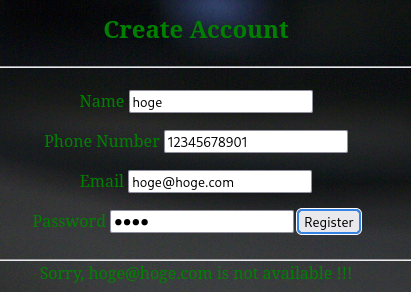 Create Account
Name hoge
Phone Number 12345678901
Email hoge@hoge.com
Password ●●●● Register
Sorry, hoge@hoge.com is not available !!!